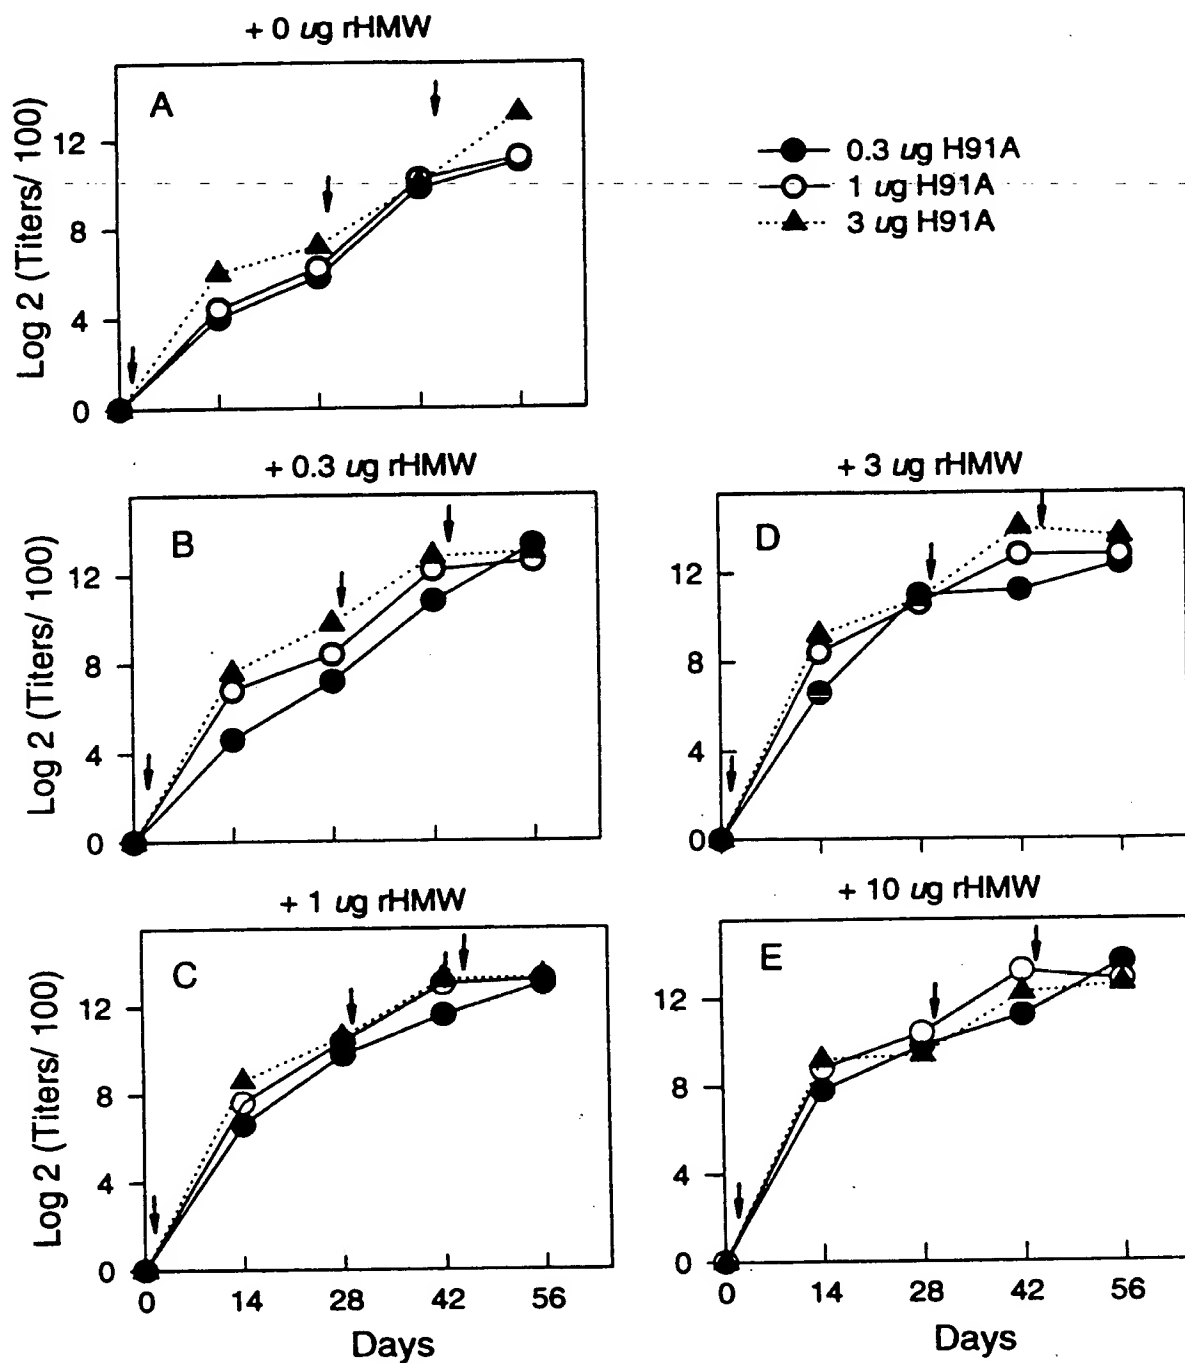 + 0 ug rHMW
A
Log 2 (Titers/ 100)
12
8
4
0
0.3 ug H91A
1 ug H91A
3 ug H91A
+ 0.3 ug rHMW
B
Log 2 (Titers/ 100)
12
8
4
0
+ 3 ug rHMW
D
12
8
4
0
+ 1 ug rHMW
C
Log 2 (Titers/ 100)
12
8
4
0
0 14 28 42 56
Days
+ 10 ug rHMW
E
12
8
4
0
0 14 28 42 56
Days